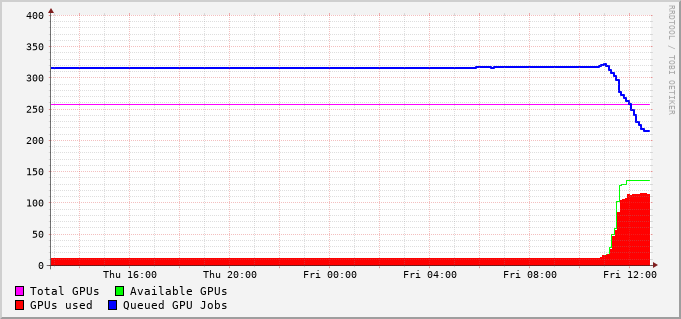 400
350
300
250
200
150
100
50
0
Thu 16:00 Thu 20:00 Fri 00:00 Fri 04:00 Fri 08:00 Fri 12:00
Total GPUs Available GPUs
GPUs used Queued GPU Jobs
RRDTOOL / TOBI OETIKER